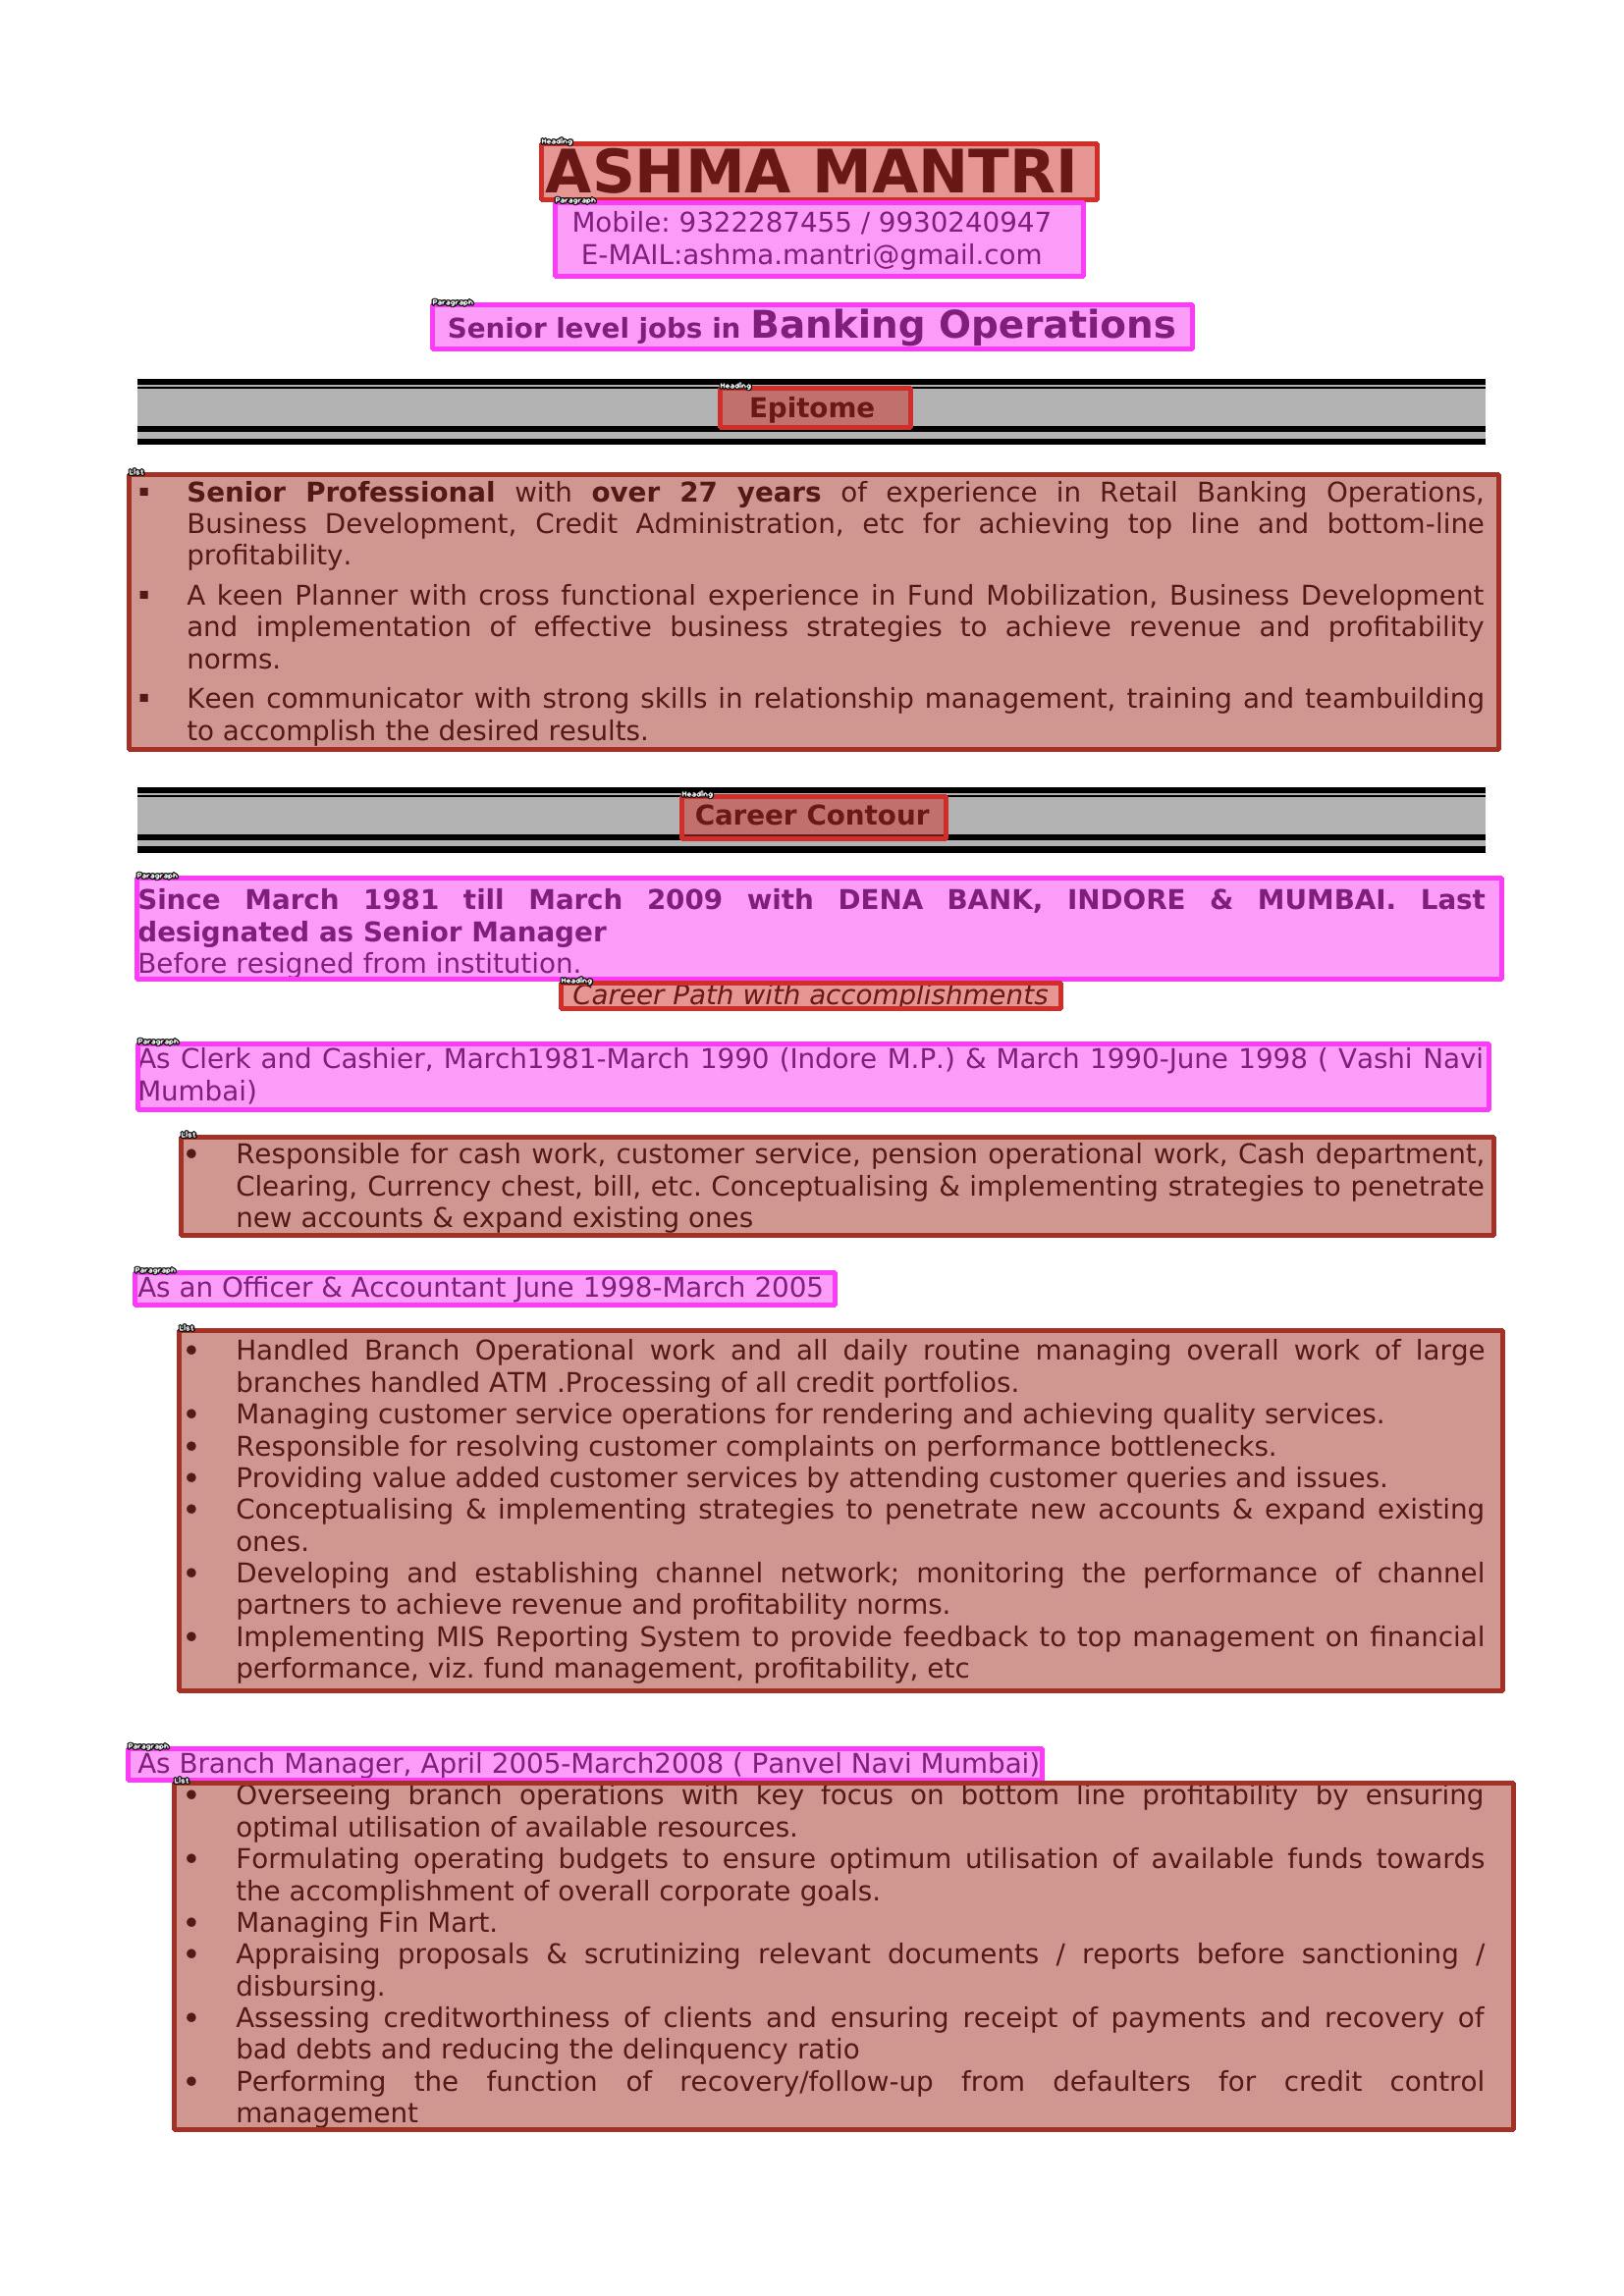 Heading
ASHMA MANTRI
Paragraph
Mobile: 9322287455 / 9930240947
E-MAIL:ashma.mantri@gmail.com
Paragraph
Senior level jobs in Banking Operations
Heading
Epitome
List
▪ Senior Professional with over 27 years of experience in Retail Banking Operations,
Business Development, Credit Administration, etc for achieving top line and bottom-line
profitability.
▪ A keen Planner with cross functional experience in Fund Mobilization, Business Development
and implementation of effective business strategies to achieve revenue and profitability
norms.
▪ Keen communicator with strong skills in relationship management, training and teambuilding
to accomplish the desired results.
Heading
Career Contour
Paragraph
Since March 1981 till March 2009 with DENA BANK, INDORE & MUMBAI. Last
designated as Senior Manager
Before resigned from institution.
Heading
Career Path with accomplishments
Paragraph
As Clerk and Cashier, March1981-March 1990 (Indore M.P.) & March 1990-June 1998 ( Vashi Navi
Mumbai)
List
• Responsible for cash work, customer service, pension operational work, Cash department,
Clearing, Currency chest, bill, etc. Conceptualising & implementing strategies to penetrate
new accounts & expand existing ones
Paragraph
As an Officer & Accountant June 1998-March 2005
List
• Handled Branch Operational work and all daily routine managing overall work of large
branches handled ATM .Processing of all credit portfolios.
• Managing customer service operations for rendering and achieving quality services.
• Responsible for resolving customer complaints on performance bottlenecks.
• Providing value added customer services by attending customer queries and issues.
• Conceptualising & implementing strategies to penetrate new accounts & expand existing
ones.
• Developing and establishing channel network; monitoring the performance of channel
partners to achieve revenue and profitability norms.
• Implementing MIS Reporting System to provide feedback to top management on financial
performance, viz. fund management, profitability, etc
Paragraph
As Branch Manager, April 2005-March2008 ( Panvel Navi Mumbai)
List
• Overseeing branch operations with key focus on bottom line profitability by ensuring
optimal utilisation of available resources.
• Formulating operating budgets to ensure optimum utilisation of available funds towards
the accomplishment of overall corporate goals.
• Managing Fin Mart.
• Appraising proposals & scrutinizing relevant documents / reports before sanctioning /
disbursing.
• Assessing creditworthiness of clients and ensuring receipt of payments and recovery of
bad debts and reducing the delinquency ratio
• Performing the function of recovery/follow-up from defaulters for credit control
management